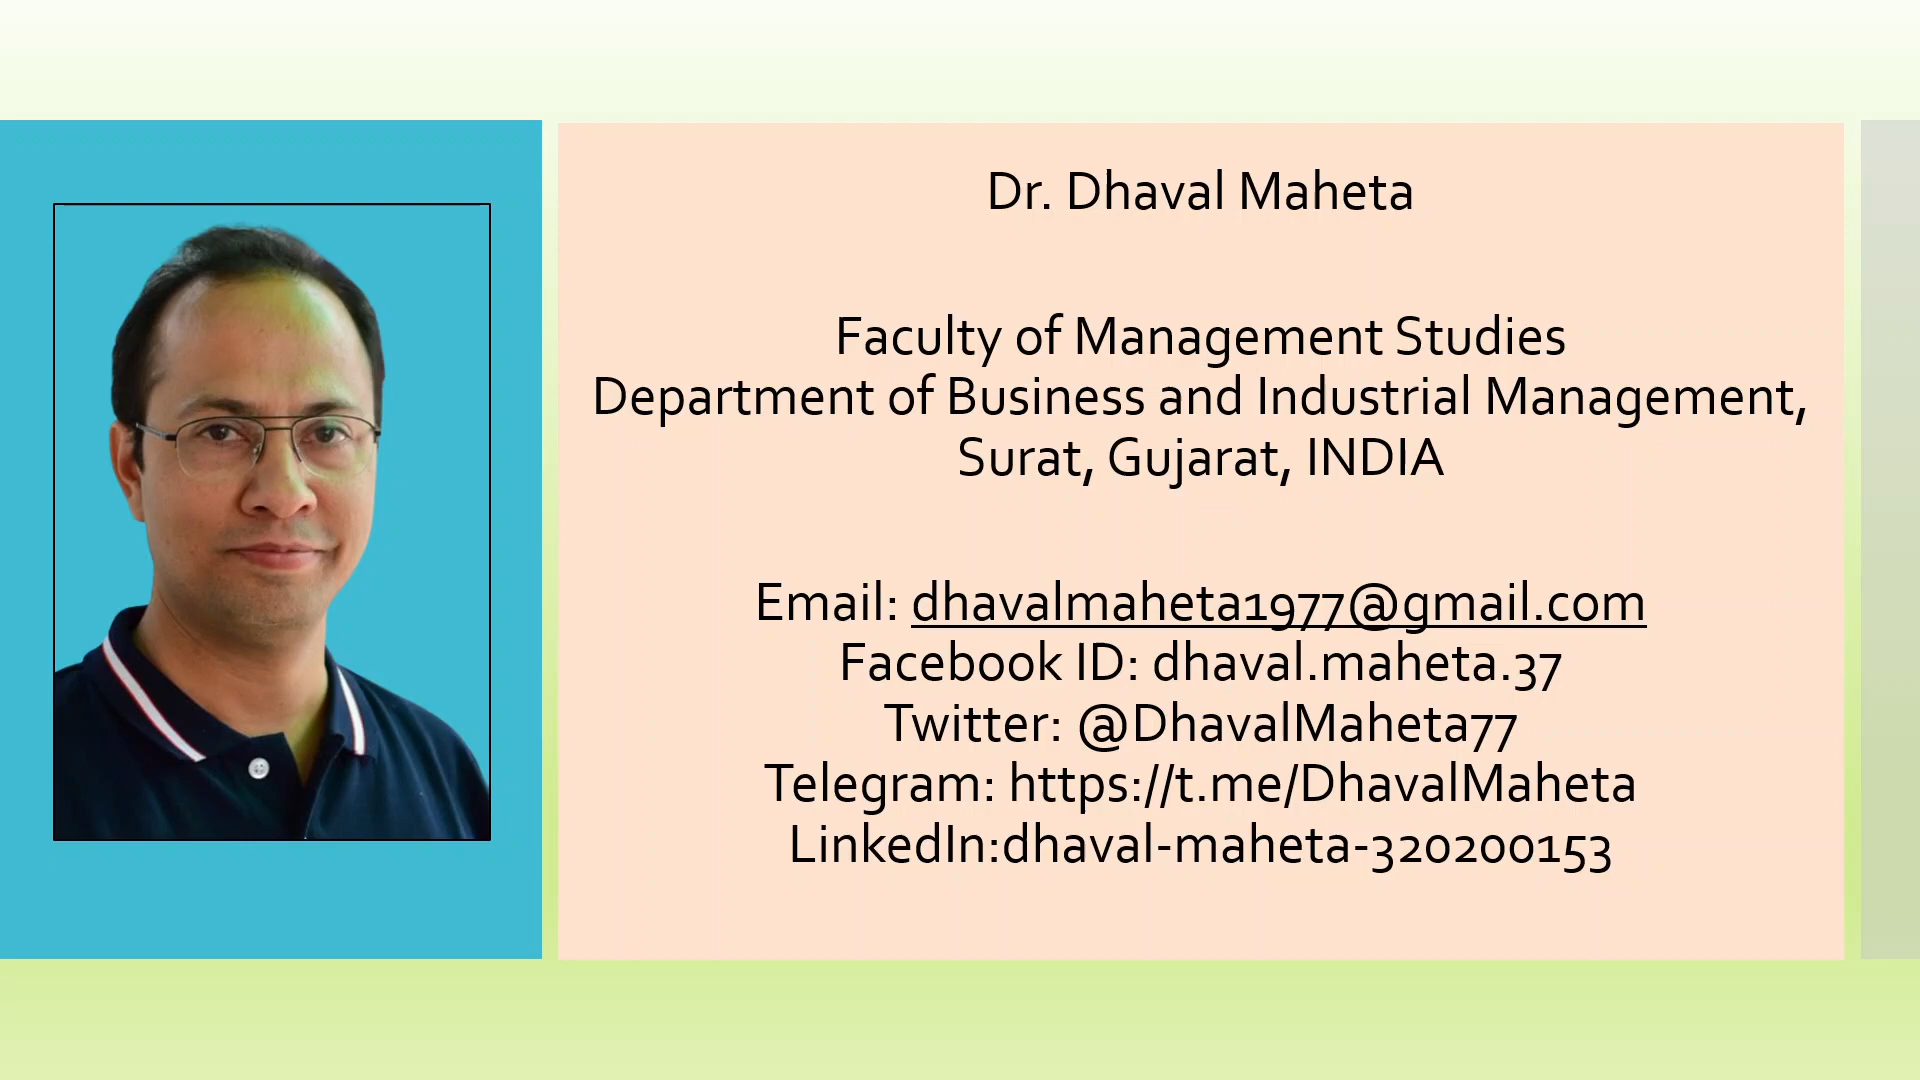 Dr. Dhaval Maheta
Faculty of Management Studies
Department of Business and Industrial Management,
Surat, Gujarat, INDIA
Email: dhavalmaheta1977@gmail.com
Facebook ID: dhaval.maheta.37
Twitter: @DhavalMaheta77
Telegram: https://t.me/DhavalMaheta
LinkedIn:dhaval-maheta-320200153